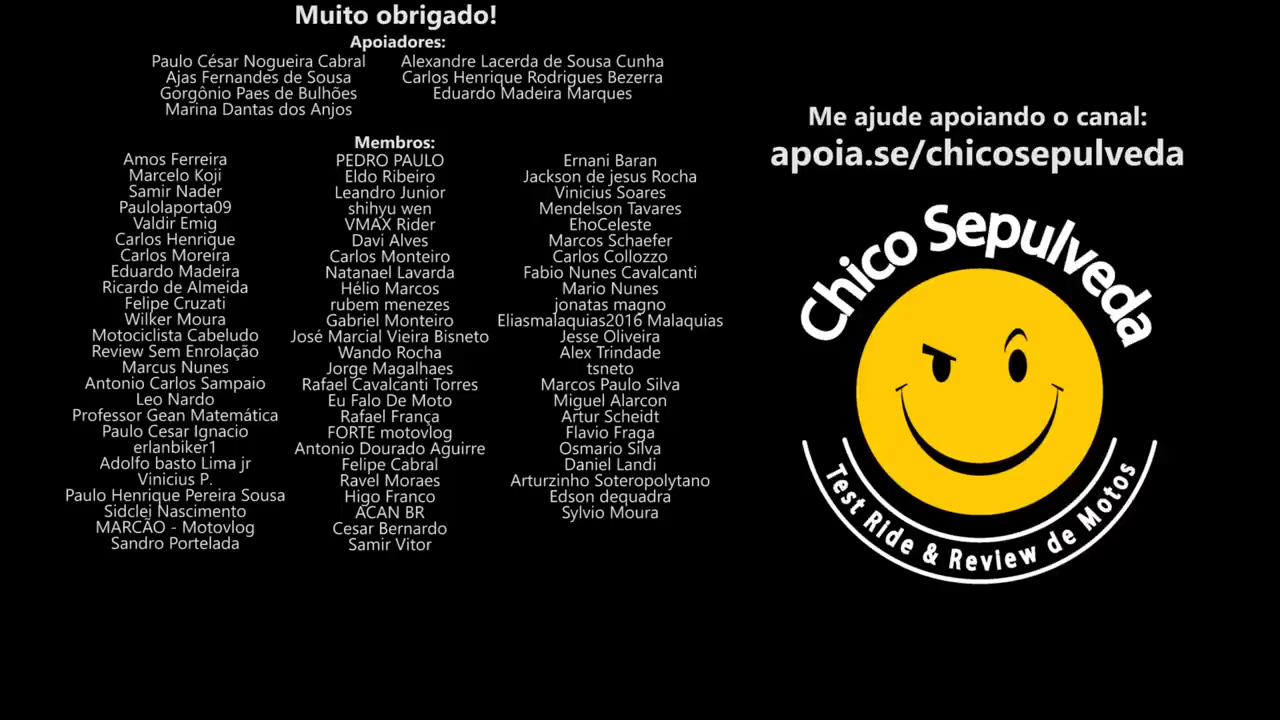 Muito obrigado!
Apoiadores:
Paulo César Nogueira Cabral
Ajas Fernandes de Sousa
Gorgônio Paes de Bulhões
Marina Dantas dos Anjos
Alexandre Lacerda de Sousa Cunha
Carlos Henrique Rodrigues Bezerra
Eduardo Madeira Marques
Membros:
Amos Ferreira
Marcelo Koji
Samir Nader
Paulolaporta09
Valdir Emig
Carlos Henrique
Carlos Moreira
Eduardo Madeira
Ricardo de Almeida
Felipe Cruzati
Wilker Moura
Motociclista Cabeludo
Review Sem Enrolação
Marcus Nunes
Antonio Carlos Sampaio
Leo Nardo
Professor Gean Matemática
Paulo Cesar Ignacio
erlanbiker1
Adolfo basto Lima jr
Vinicius P.
Paulo Henrique Pereira Sousa
Sidclei Nascimento
MARCÃO - Motovlog
Sandro Portelada
PEDRO PAULO
Eldo Ribeiro
Leandro Junior
shihyu wen
VMAX Rider
Davi Alves
Carlos Monteiro
Natanael Lavarda
Hélio Marcos
rubem menezes
Gabriel Monteiro
José Marcial Vieira Bisneto
Wando Rocha
Jorge Magalhaes
Rafael Cavalcanti Torres
Eu Falo De Moto
Rafael França
FORTE motovlog
Antonio Dourado Aguirre
Felipe Cabral
Ravel Moraes
Higo Franco
ACAN BR
Cesar Bernardo
Samir Vitor
Ernani Baran
Jackson de jesus Rocha
Vinicius Soares
Mendelson Tavares
EhoCeleste
Marcos Schaefer
Carlos Collozzo
Fabio Nunes Cavalcanti
Mario Nunes
jonatas magno
Eliasmalaquias2016 Malaquias
Jesse Oliveira
Alex Trindade
tsneto
Marcos Paulo Silva
Miguel Alarcon
Artur Scheidt
Flavio Fraga
Osmario Silva
Daniel Landi
Arturzinho Soteropolytano
Edson dequadra
Sylvio Moura
Me ajude apoiando o canal:
apoia.se/chicosepulveda
Chico Sepulveda
Test Ride & Review de Motos